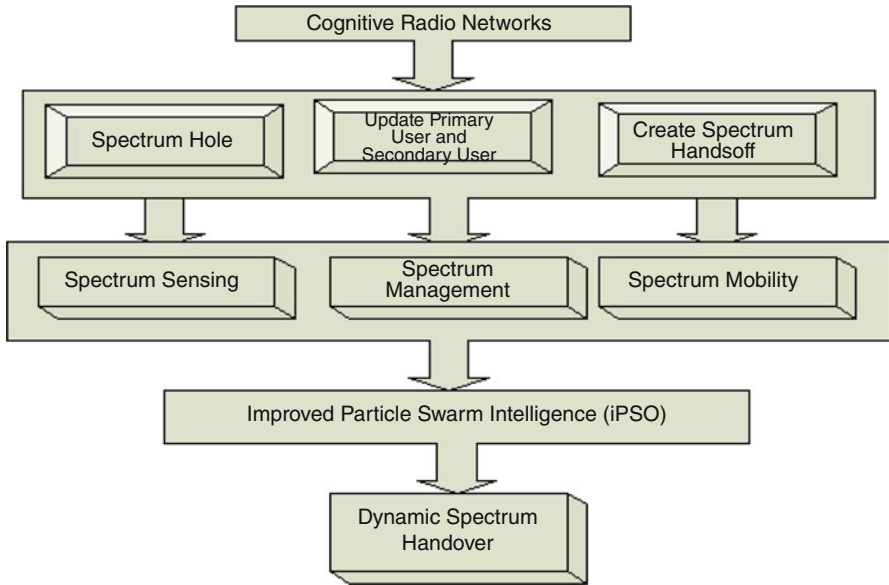 Cognitive Radio Networks
Spectrum Hole
Update Primary
User and
Secondary User
Create Spectrum
Handsoff
Spectrum Sensing
Spectrum
Management
Spectrum Mobility
Improved Particle Swarm Intelligence (iPSO)
Dynamic Spectrum
Handover